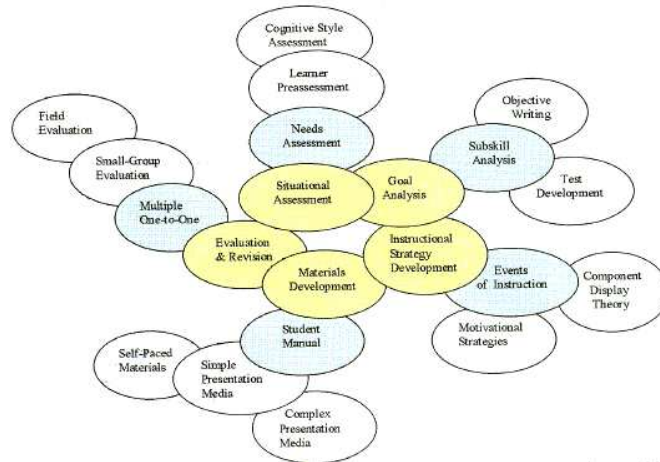 Cognitive Style
Assessment
Learner
Preassessment
Needs
Assessment
Situational
Assessment
Field
Evaluation
Small-Group
Evaluation
Multiple
One-to-One
Evaluation
& Revision
Goal
Analysis
Subskill
Analysis
Objective
Writing
Test
Development
Instructional
Strategy
Development
Events
of Instruction
Component
Display
Theory
Motivational
Strategies
Materials
Development
Student
Manual
Self-Paced
Materials
Simple
Presentation
Media
Complex
Presentation
Media